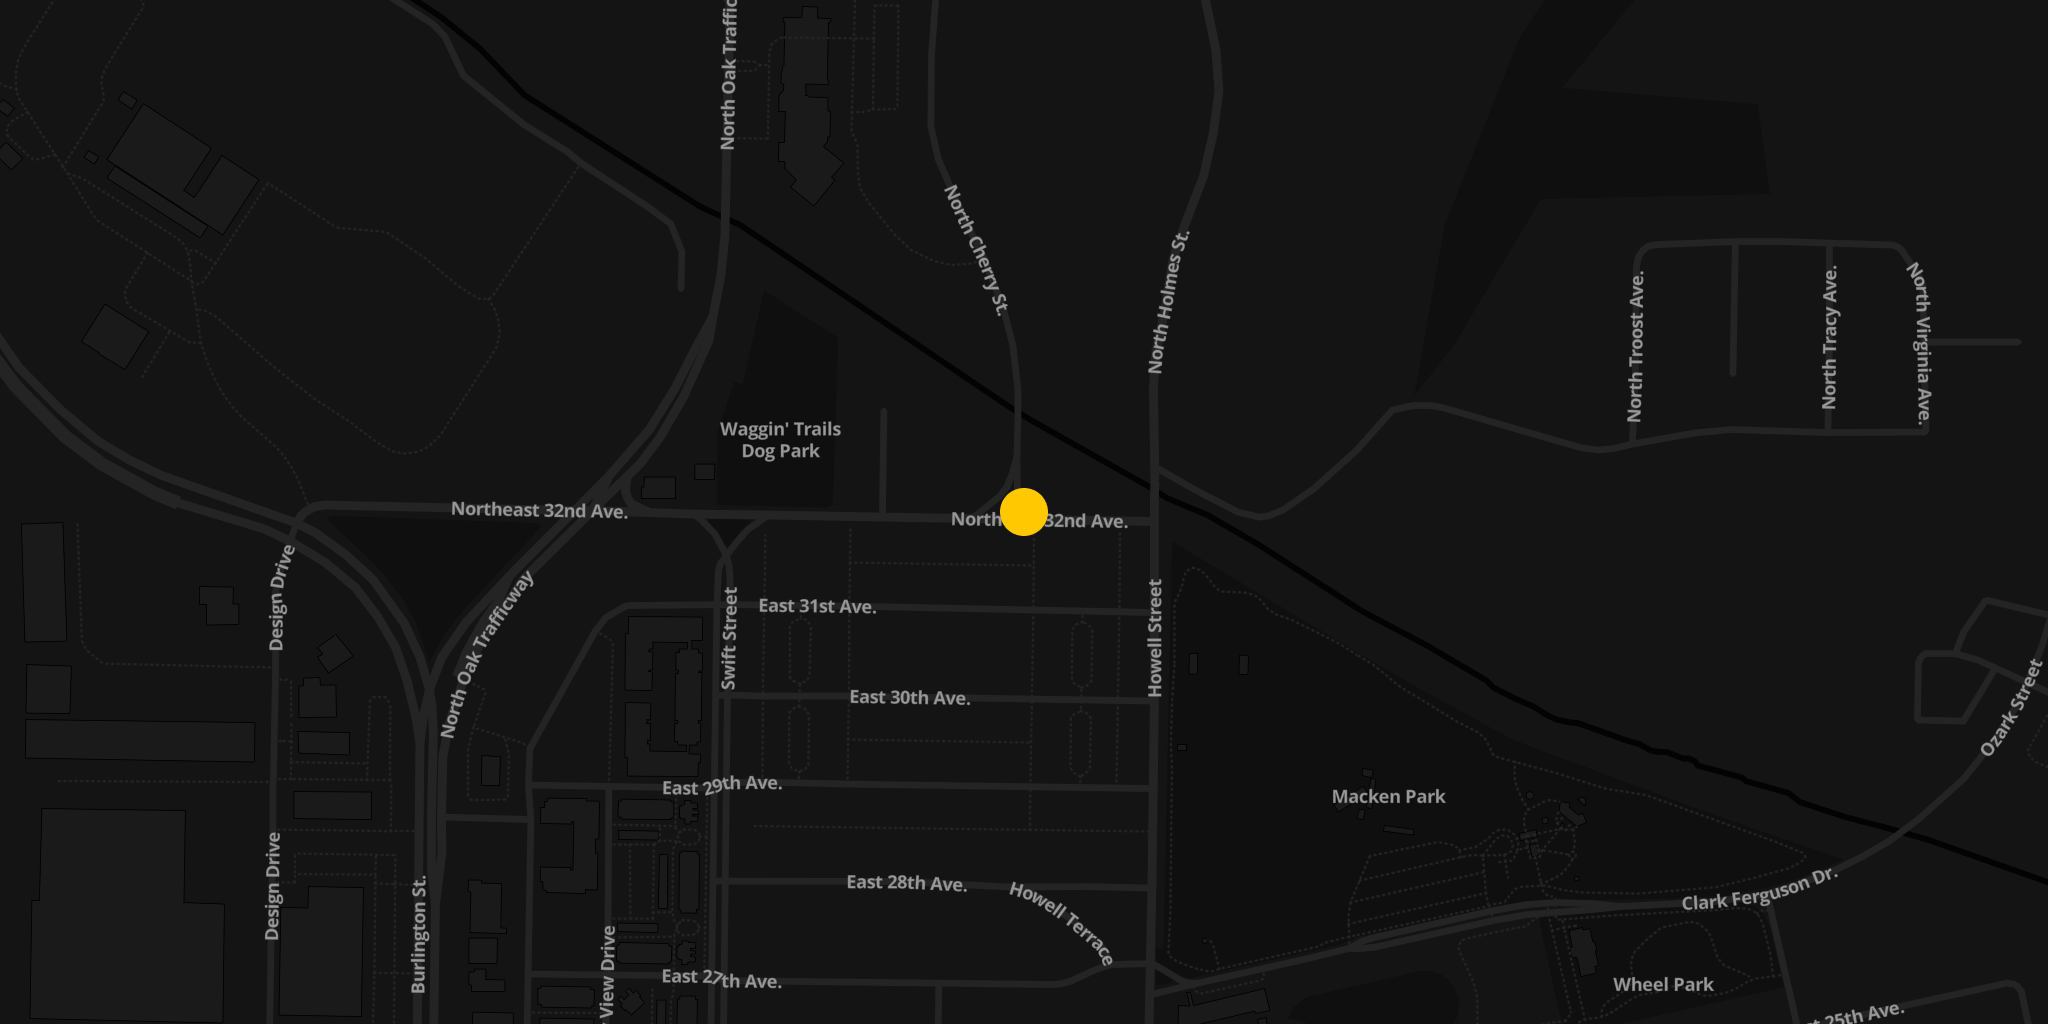 North Oak Traffic
North Cherry St.
North Holmes St.
North Troost Ave.
North Tracy Ave.
North Virginia Ave.
Waggin' Trails
Dog Park
Northeast 32nd Ave.
North 32nd Ave.
Design Drive
North Oak Trafficway
Swift Street
East 31st Ave.
Howell Street
East 30th Ave.
Ozark Street
East 29th Ave.
Macken Park
Design Drive
Burlington St.
East 28th Ave.
Howell Terrace
Clark Ferguson Dr.
View Drive
East 27th Ave.
Wheel Park
t 25th Ave.